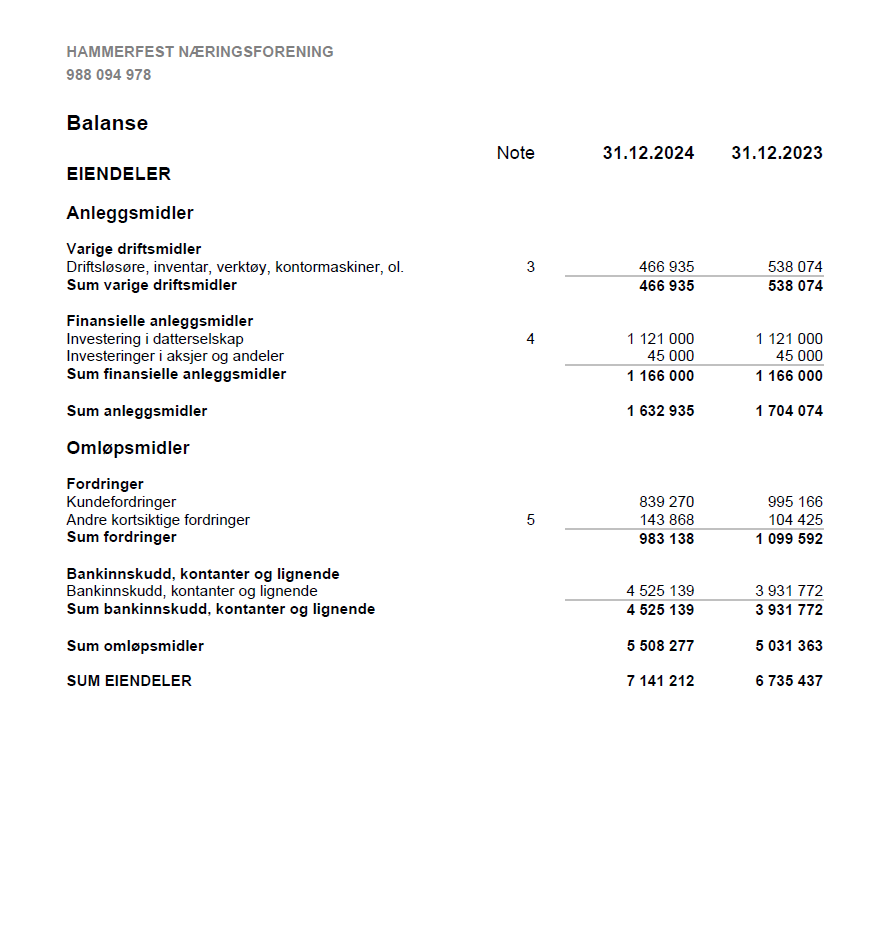 HAMMERFEST NÆRINGSFORENING
988 094 978
Balanse
Note 31.12.2024 31.12.2023
EIENDELER
Anleggsmidler
Varige driftsmidler
Driftsløsøre, inventar, verktøy, kontormaskiner, ol. 3 466 935 538 074
Sum varige driftsmidler 466 935 538 074
Finansielle anleggsmidler
Investering i datterselskap 4 1 121 000 1 121 000
Investeringer i aksjer og andeler 45 000 45 000
Sum finansielle anleggsmidler 1 166 000 1 166 000
Sum anleggsmidler 1 632 935 1 704 074
Omløpsmidler
Fordringer
Kundefordringer 839 270 995 166
Andre kortsiktige fordringer 5 143 868 104 425
Sum fordringer 983 138 1 099 592
Bankinnskudd, kontanter og lignende
Bankinnskudd, kontanter og lignende 4 525 139 3 931 772
Sum bankinnskudd, kontanter og lignende 4 525 139 3 931 772
Sum omløpsmidler 5 508 277 5 031 363
SUM EIENDELER 7 141 212 6 735 437